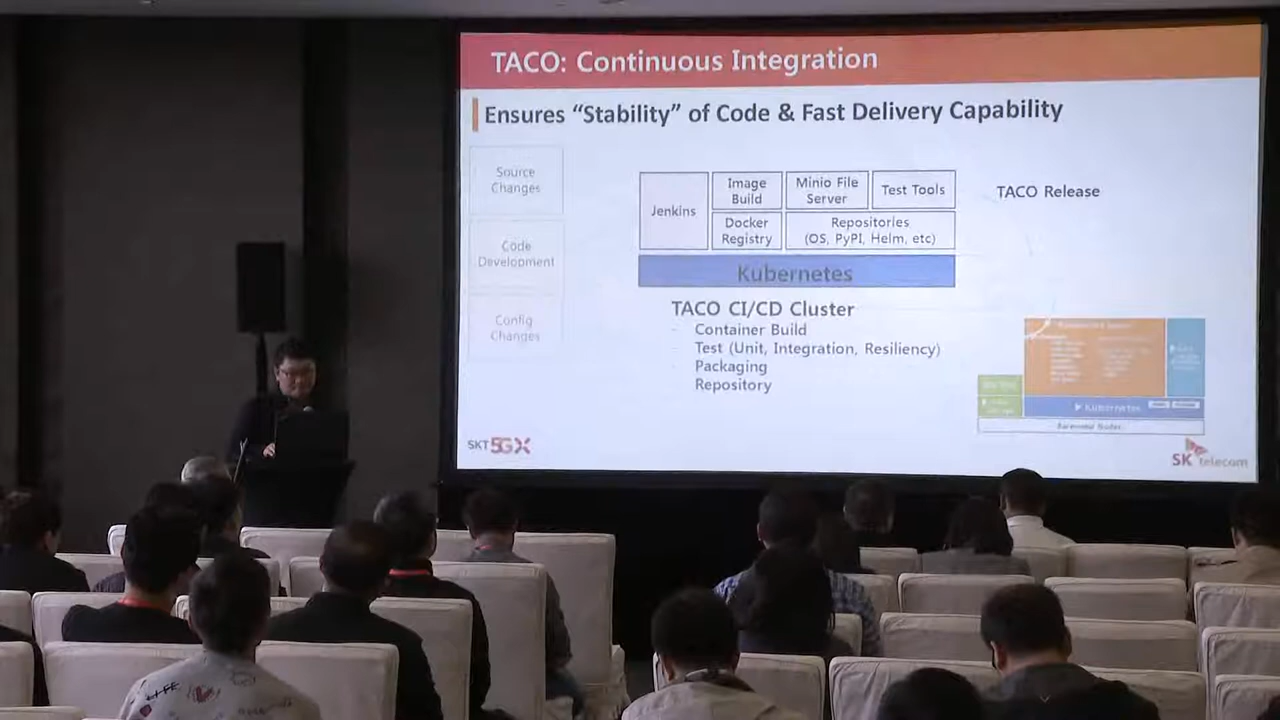 TACO: Continuous Integration
Ensures “Stability” of Code & Fast Delivery Capability
Source
Changes
Code
Development
Config
Changes
Jenkins
Image
Build
Minio File
Server
Test Tools
Docker
Registry
Repositories
(OS, PyPI, Helm, etc)
Kubernetes
TACO CI/CD Cluster
Container Build
Test (Unit, Integration, Resiliency)
Packaging
Repository
TACO Release
Kubernetes
SKT 5GX
SK telecom